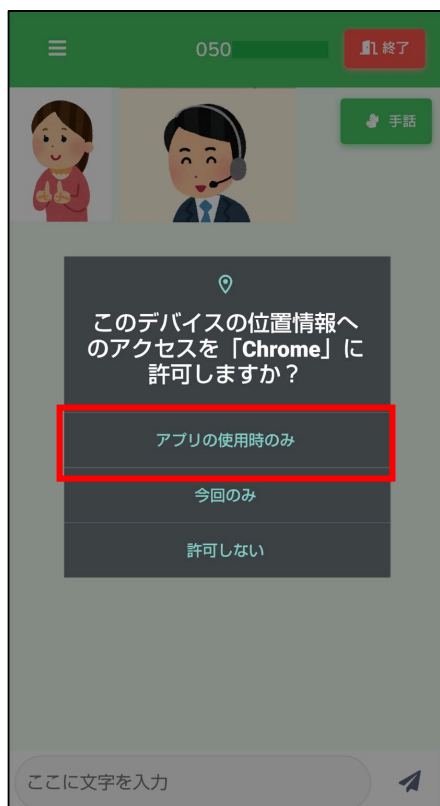 050
終了
手話
このデバイスの位置情報へ
のアクセスを「Chrome」に
許可しますか？
アプリの使用時のみ
今回のみ
許可しない
ここに文字を入力